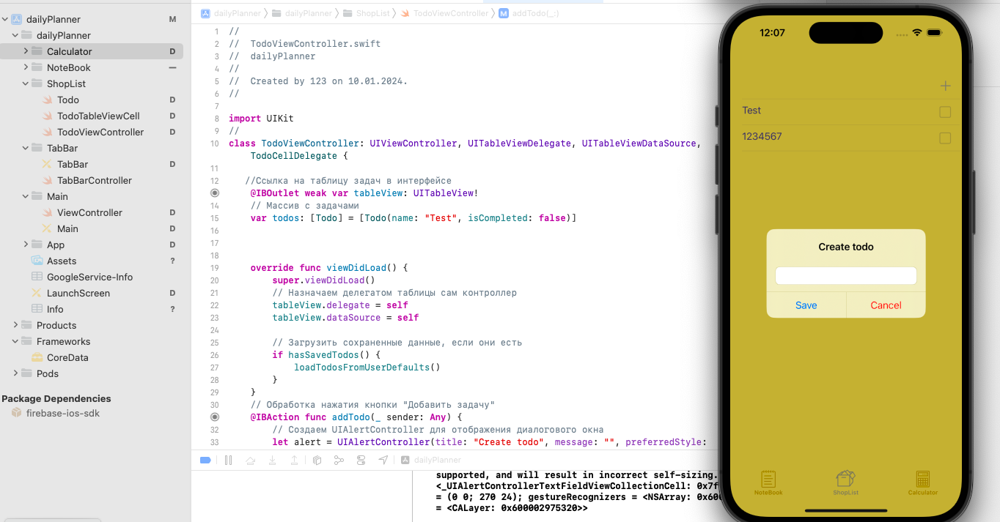 dailyPlanner M
dailyPlanner
Calculator D
NoteBook —
ShopList
Todo D
TodoTableViewCell D
TodoViewController D
TabBar
TabBar D
TabBarController
Main
ViewController D
Main D
App D
Assets ?
GoogleService-Info
LaunchScreen D
Info ?
Products
Frameworks
CoreData
Pods
Package Dependencies
firebase-ios-sdk
dailyPlanner dailyPlanner ShopList TodoViewController M addTodo(_:)
1 //
2 //  TodoViewController.swift
3 //  dailyPlanner
4 //
5 //  Created by 123 on 10.01.2024.
6 //
7
8 import UIKit
9 //
10 class TodoViewController: UIViewController, UITableViewDelegate, UITableViewDataSource,
TodoCellDelegate {
11
12 //Ссылка на таблицу задач в интерфейсе
@IBOutlet weak var tableView: UITableView!
14 // Массив с задачами
15 var todos: [Todo] = [Todo(name: "Test", isCompleted: false)]
16
17
18
19 override func viewDidLoad() {
20 super.viewDidLoad()
21 // Назначаем делегатом таблицы сам контроллер
22 tableView.delegate = self
23 tableView.dataSource = self
24
25 // Загрузить сохраненные данные, если они есть
26 if hasSavedTodos() {
27 loadTodosFromUserDefaults()
28 }
29 }
30 // Обработка нажатия кнопки "Добавить задачу"
@IBAction func addTodo(_ sender: Any) {
32 // Создаем UIAlertController для отображения диалогового окна
33 let alert = UIAlertController(title: "Create todo", message: "", preferredStyle:
dailyPlanner
supported, and will result in incorrect self-sizing.
<_UIAlertControllerTextFieldViewCollectionCell: 0x7f
= (0 0; 270 24); gestureRecognizers = <NSArray: 0x600
= <CALayer: 0x600002975320>>
12:07
Test
1234567
Create todo
Save Cancel
NoteBook ShopList Calculator